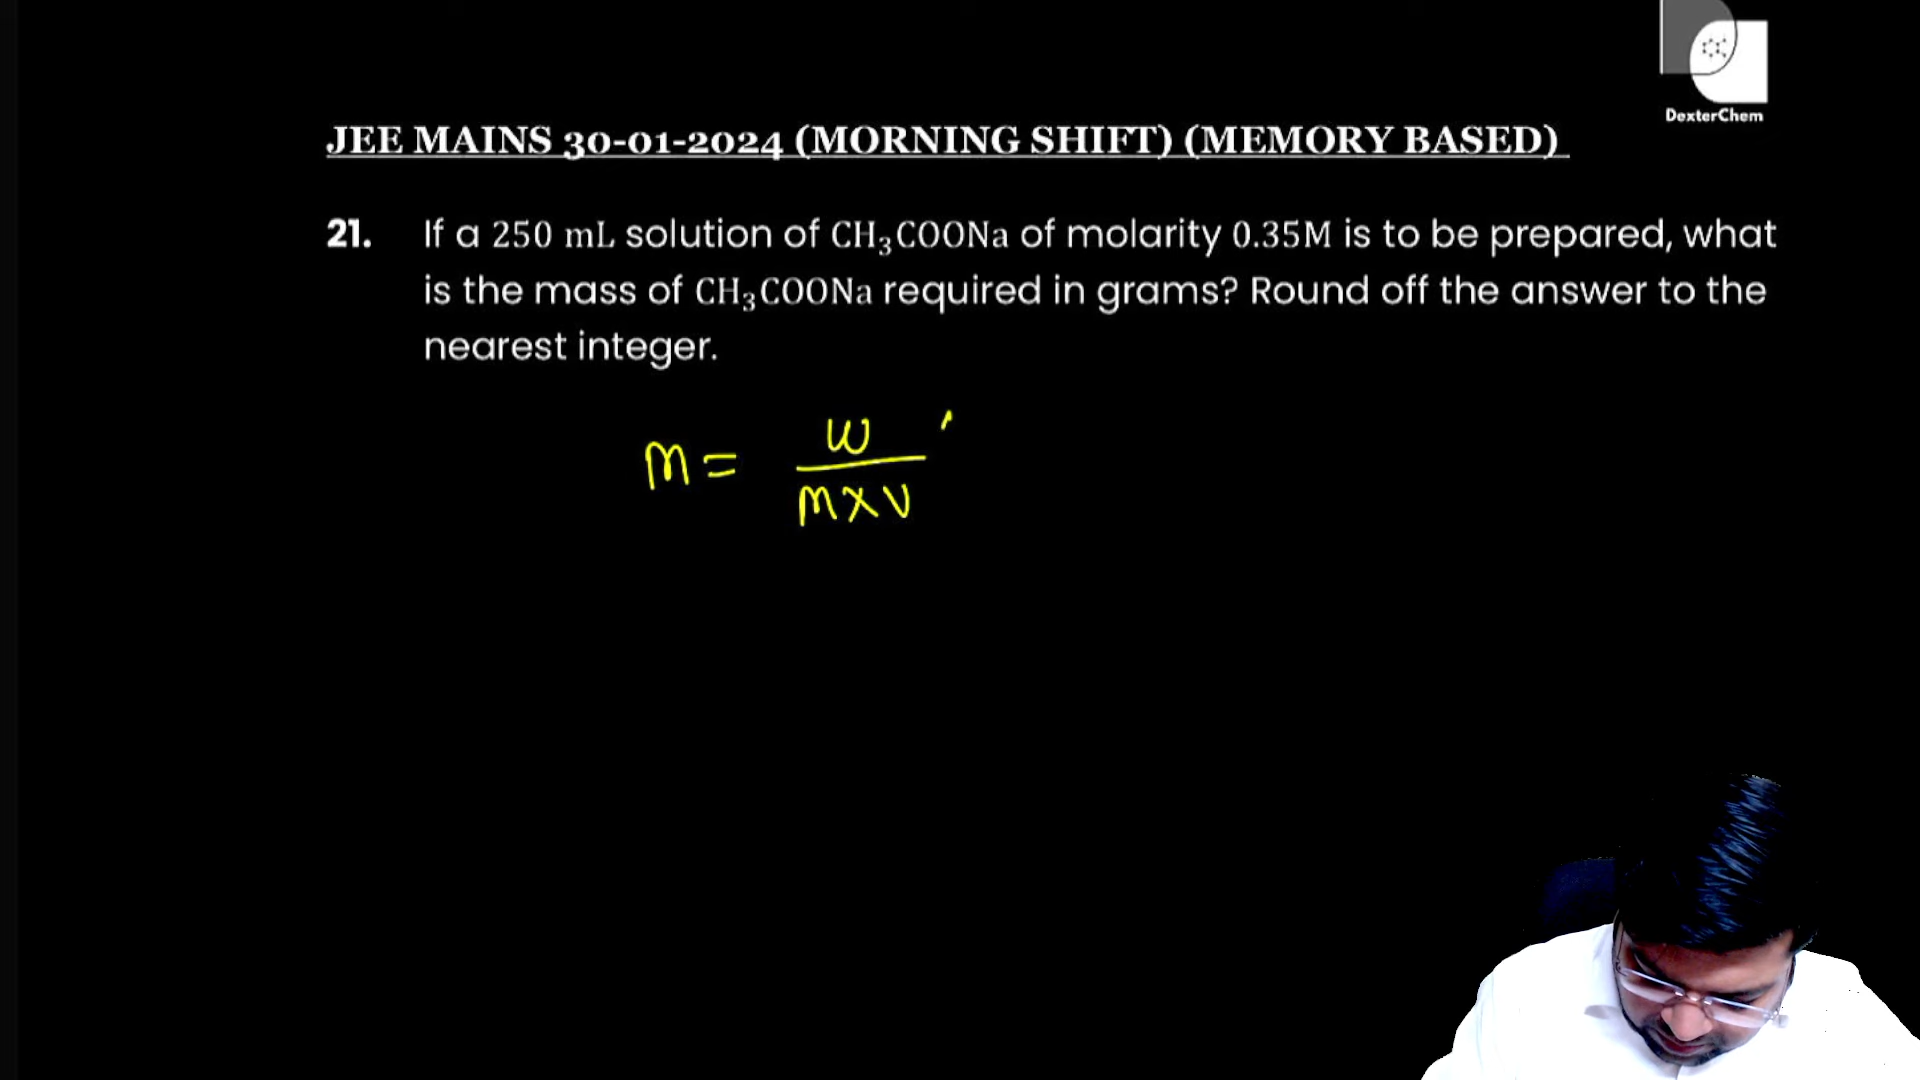 DexterChem
JEE MAINS 30-01-2024 (MORNING SHIFT) (MEMORY BASED)
21. If a 250 mL solution of CH₃COONa of molarity 0.35M is to be prepared, what
is the mass of CH₃COONa required in grams? Round off the answer to the
nearest integer.
M = w
M x V